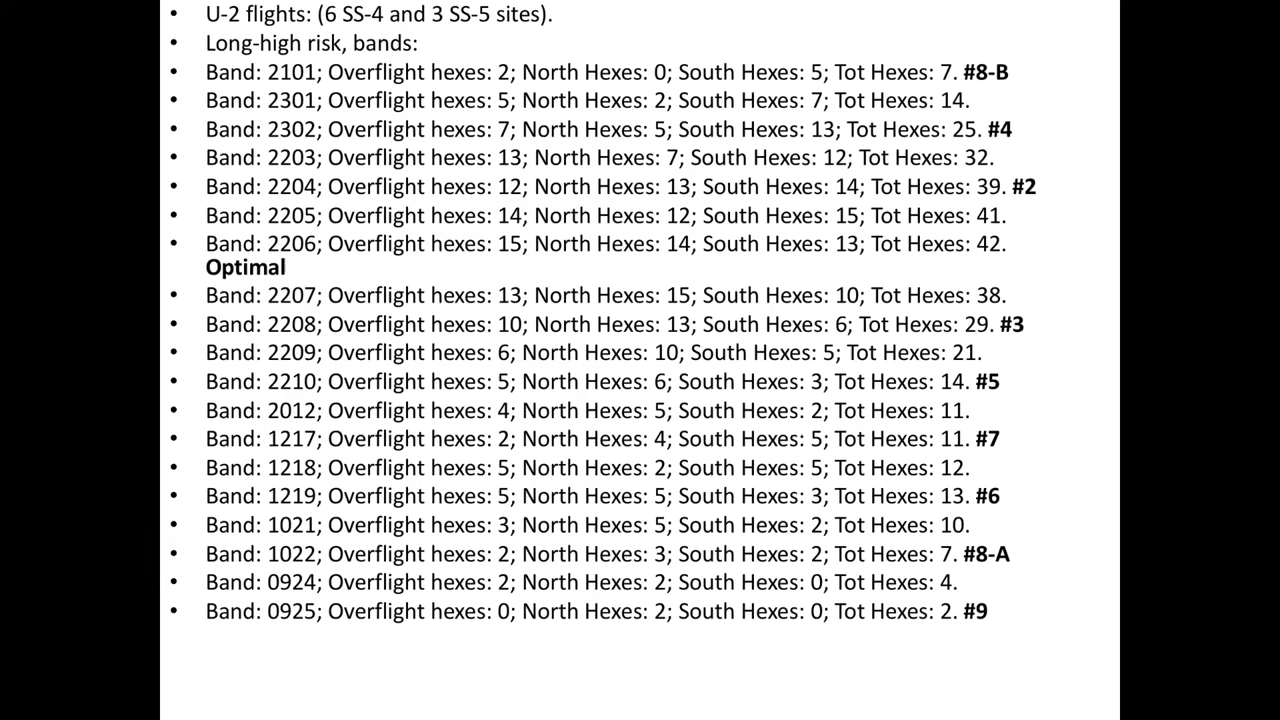 • U-2 flights: (6 SS-4 and 3 SS-5 sites).
• Long-high risk, bands:
• Band: 2101; Overflight hexes: 2; North Hexes: 0; South Hexes: 5; Tot Hexes: 7. #8-B
• Band: 2301; Overflight hexes: 5; North Hexes: 2; South Hexes: 7; Tot Hexes: 14.
• Band: 2302; Overflight hexes: 7; North Hexes: 5; South Hexes: 13; Tot Hexes: 25. #4
• Band: 2203; Overflight hexes: 13; North Hexes: 7; South Hexes: 12; Tot Hexes: 32.
• Band: 2204; Overflight hexes: 12; North Hexes: 13; South Hexes: 14; Tot Hexes: 39. #2
• Band: 2205; Overflight hexes: 14; North Hexes: 12; South Hexes: 15; Tot Hexes: 41.
• Band: 2206; Overflight hexes: 15; North Hexes: 14; South Hexes: 13; Tot Hexes: 42.
Optimal
• Band: 2207; Overflight hexes: 13; North Hexes: 15; South Hexes: 10; Tot Hexes: 38.
• Band: 2208; Overflight hexes: 10; North Hexes: 13; South Hexes: 6; Tot Hexes: 29. #3
• Band: 2209; Overflight hexes: 6; North Hexes: 10; South Hexes: 5; Tot Hexes: 21.
• Band: 2210; Overflight hexes: 5; North Hexes: 6; South Hexes: 3; Tot Hexes: 14. #5
• Band: 2012; Overflight hexes: 4; North Hexes: 5; South Hexes: 2; Tot Hexes: 11.
• Band: 1217; Overflight hexes: 2; North Hexes: 4; South Hexes: 5; Tot Hexes: 11. #7
• Band: 1218; Overflight hexes: 5; North Hexes: 2; South Hexes: 5; Tot Hexes: 12.
• Band: 1219; Overflight hexes: 5; North Hexes: 5; South Hexes: 3; Tot Hexes: 13. #6
• Band: 1021; Overflight hexes: 3; North Hexes: 5; South Hexes: 2; Tot Hexes: 10.
• Band: 1022; Overflight hexes: 2; North Hexes: 3; South Hexes: 2; Tot Hexes: 7. #8-A
• Band: 0924; Overflight hexes: 2; North Hexes: 2; South Hexes: 0; Tot Hexes: 4.
• Band: 0925; Overflight hexes: 0; North Hexes: 2; South Hexes: 0; Tot Hexes: 2. #9